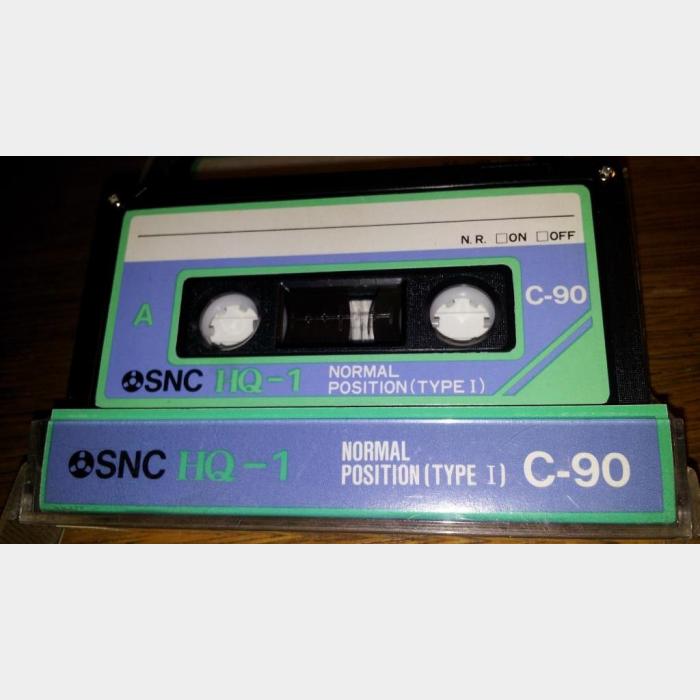 N.R. □ON □OFF
A
C-90
SNC HQ-1 NORMAL
POSITION(TYPE I)
SNC HQ-1 NORMAL
POSITION(TYPE I) C-90